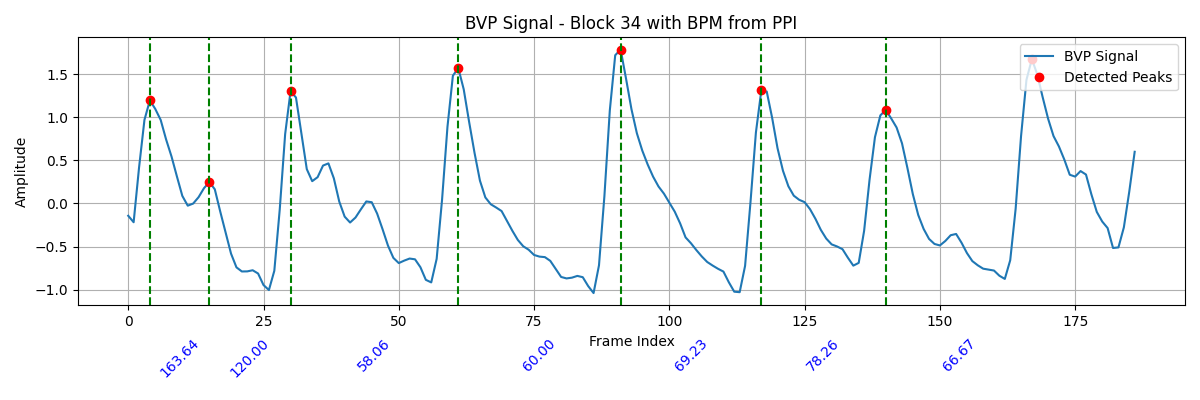 BVP Signal - Block 34 with BPM from PPI
BVP Signal
Detected Peaks
Amplitude
1.5
1.0
0.5
0.0
−0.5
−1.0
0 25 50 75 100 125 150 175
Frame Index
163.64 120.00 58.06 60.00 69.23 78.26 66.67